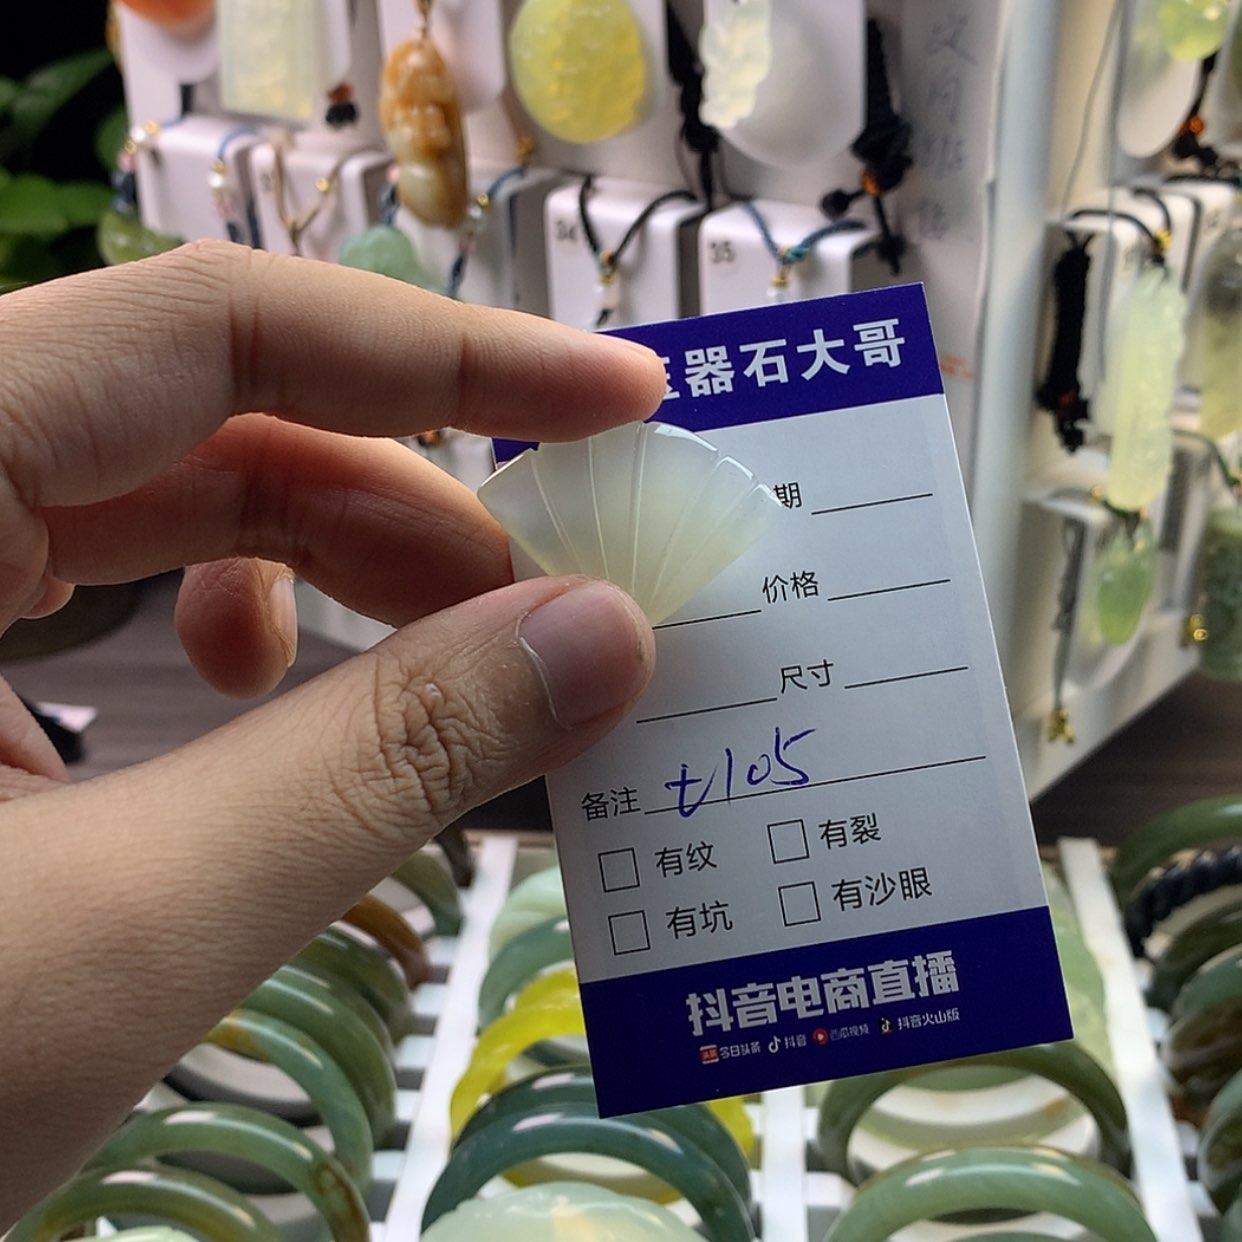 34
35
器石大哥
期
价格
尺寸
备注 t105
有纹 有裂
有坑 有沙眼
抖音电商直播
今日头条 抖音 西瓜视频 抖音火山版